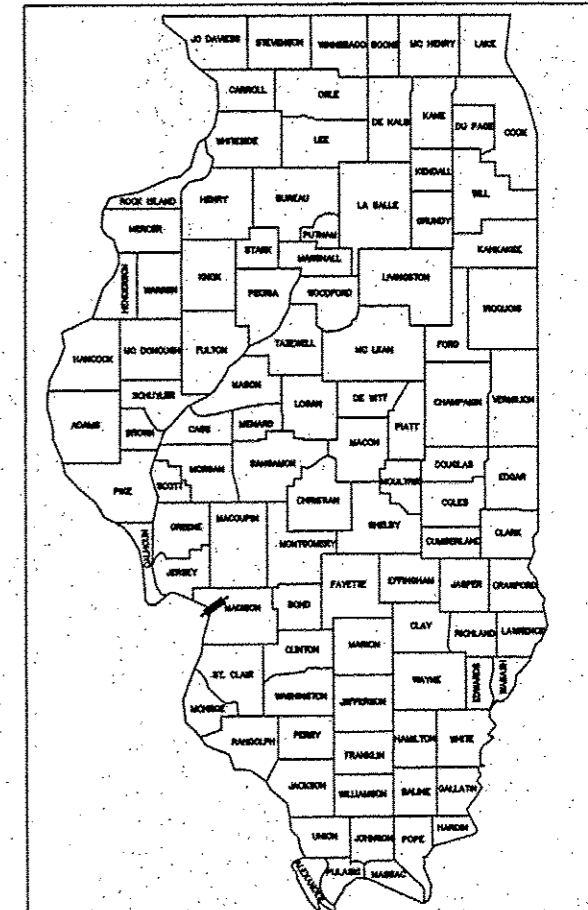 JO DAVIESS STEVENSON WINNEBAGO BOONE MC HENRY LAKE
CARROLL OGLE DE KALB KANE DU PAGE COOK
WHITESIDE LEE KENDALL WILL
ROCK ISLAND HENRY BUREAU LA SALLE GRUNDY
MERCER PUTNAM KANKAKEE
HENDERSON WARREN KNOX STARK MARSHALL LIVINGSTON
PEORIA WOODFORD IROQUOIS
HANCOCK MC DONOUGH FULTON TAZEWELL MC LEAN FORD
SCHUYLER MASON LOGAN DE WITT CHAMPAIGN VERMILION
ADAMS BROWN CASS MENARD MACON PIATT
PIKE SCOTT MORGAN SANGAMON MOULTRIE DOUGLAS EDGAR
CHRISTIAN COLES
CALHOUN GREENE MACOUPIN MONTGOMERY SHELBY CUMBERLAND CLARK
JERSEY FAYETTE EFFINGHAM JASPER CRAWFORD
MADISON BOND CLAY RICHLAND LAWRENCE
CLINTON MARION
ST. CLAIR WASHINGTON WAYNE EDWARDS WABASH
MONROE JEFFERSON
RANDOLPH PERRY FRANKLIN HAMILTON WHITE
JACKSON WILLIAMSON SALINE GALLATIN
UNION JOHNSON POPE HARDIN
ALEXANDER PULASKI MASSAC